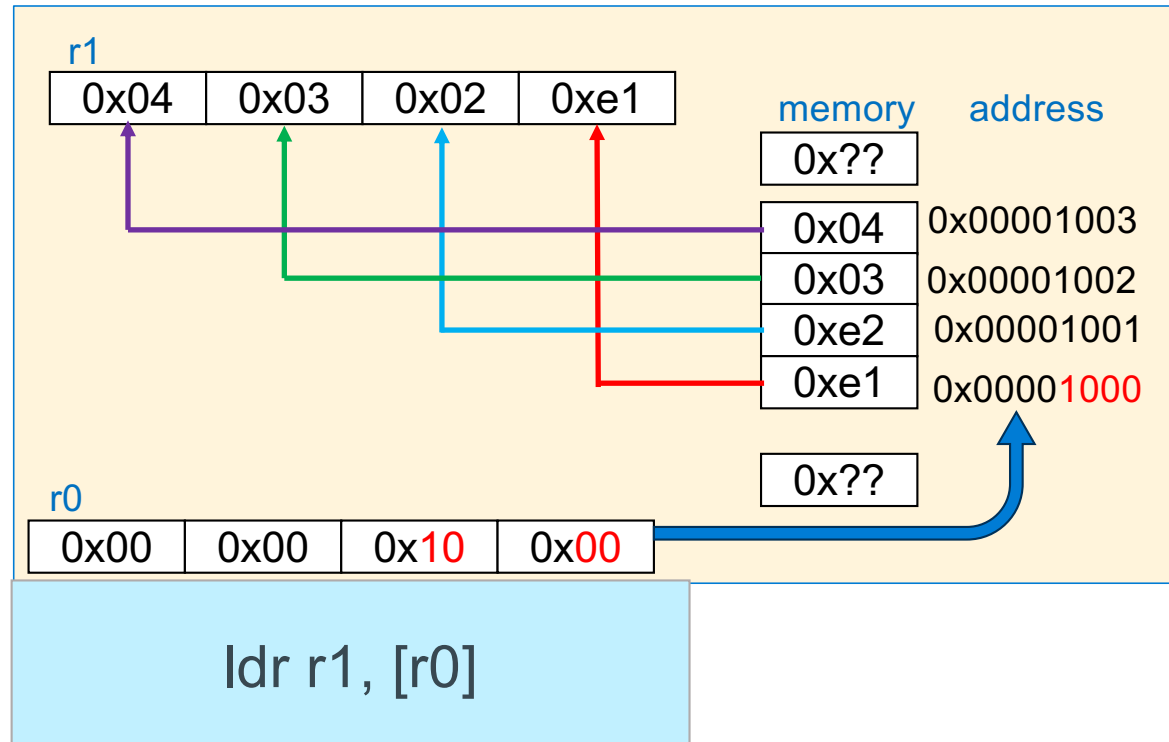 r1
0x04 0x03 0x02 0xe1
memory address
0x??
0x04 0x00001003
0x03 0x00001002
0xe2 0x00001001
0xe1 0x00001000
0x??
r0
0x00 0x00 0x10 0x00
ldr r1, [r0]